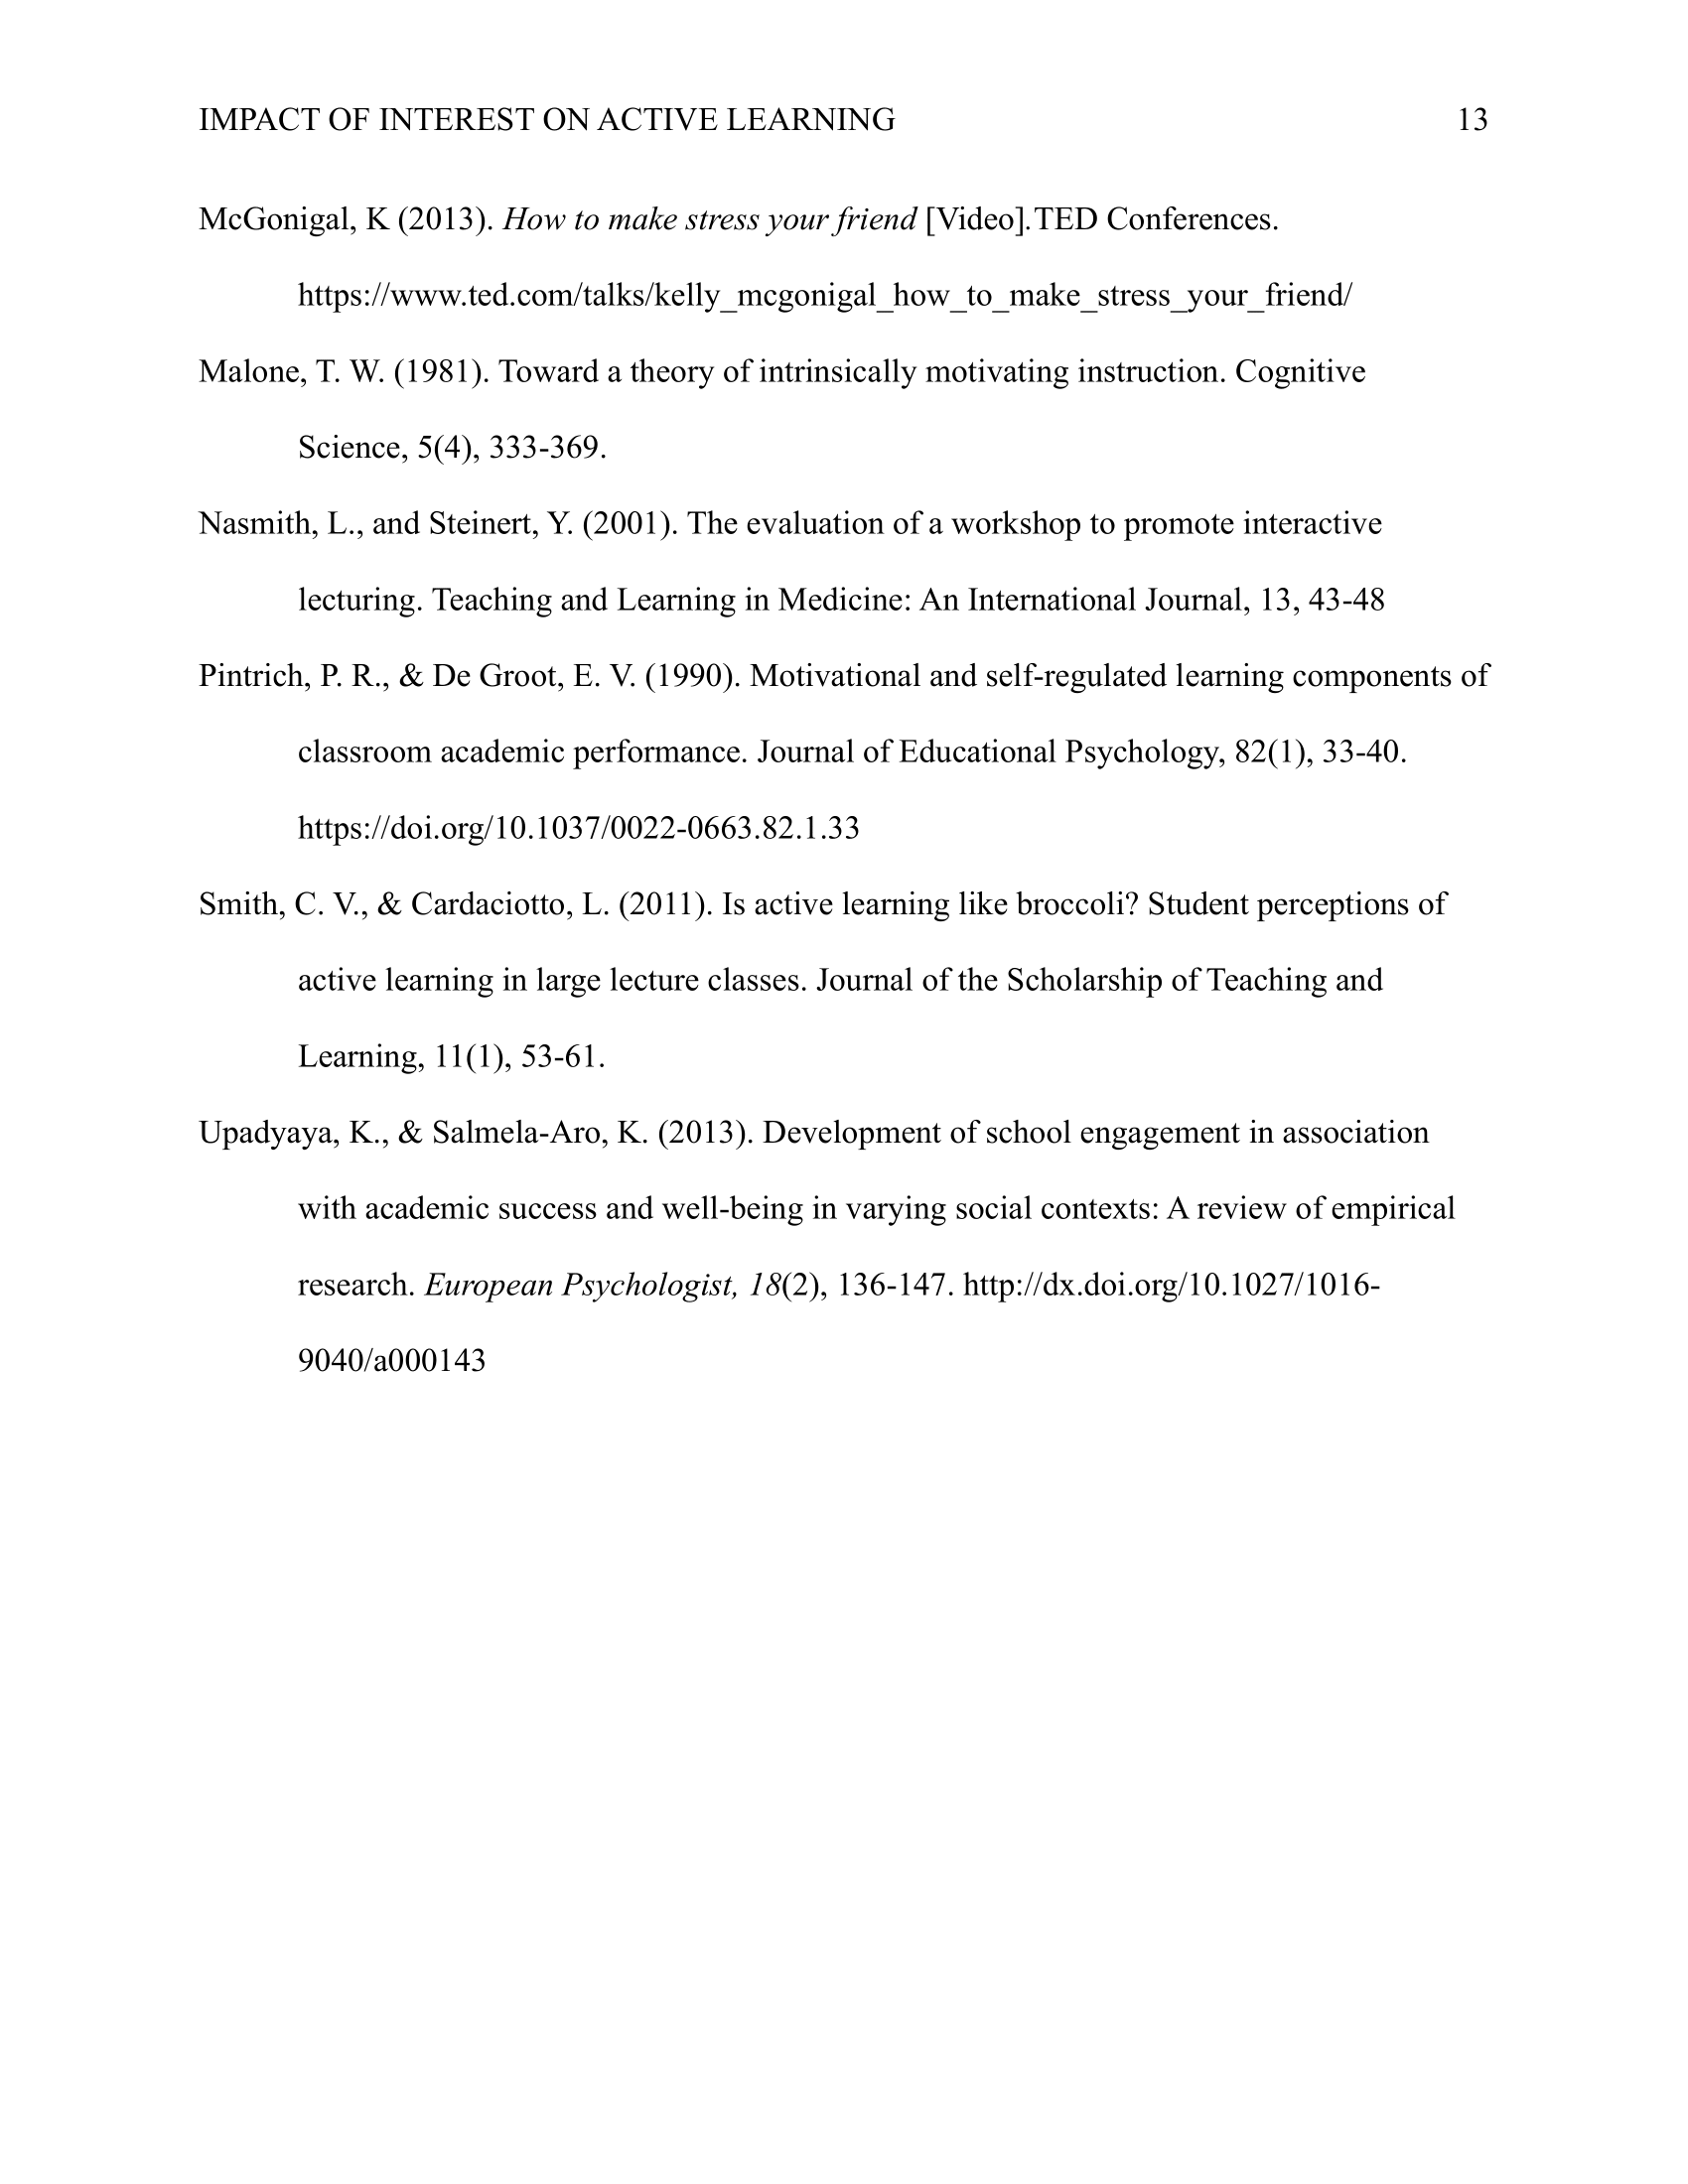 IMPACT OF INTEREST ON ACTIVE LEARNING 13
McGonigal, K (2013). How to make stress your friend [Video].TED Conferences.
https://www.ted.com/talks/kelly_mcgonigal_how_to_make_stress_your_friend/
Malone, T. W. (1981). Toward a theory of intrinsically motivating instruction. Cognitive
Science, 5(4), 333-369.
Nasmith, L., and Steinert, Y. (2001). The evaluation of a workshop to promote interactive
lecturing. Teaching and Learning in Medicine: An International Journal, 13, 43-48
Pintrich, P. R., & De Groot, E. V. (1990). Motivational and self-regulated learning components of
classroom academic performance. Journal of Educational Psychology, 82(1), 33-40.
https://doi.org/10.1037/0022-0663.82.1.33
Smith, C. V., & Cardaciotto, L. (2011). Is active learning like broccoli? Student perceptions of
active learning in large lecture classes. Journal of the Scholarship of Teaching and
Learning, 11(1), 53-61.
Upadyaya, K., & Salmela-Aro, K. (2013). Development of school engagement in association
with academic success and well-being in varying social contexts: A review of empirical
research. European Psychologist, 18(2), 136-147. http://dx.doi.org/10.1027/1016-
9040/a000143